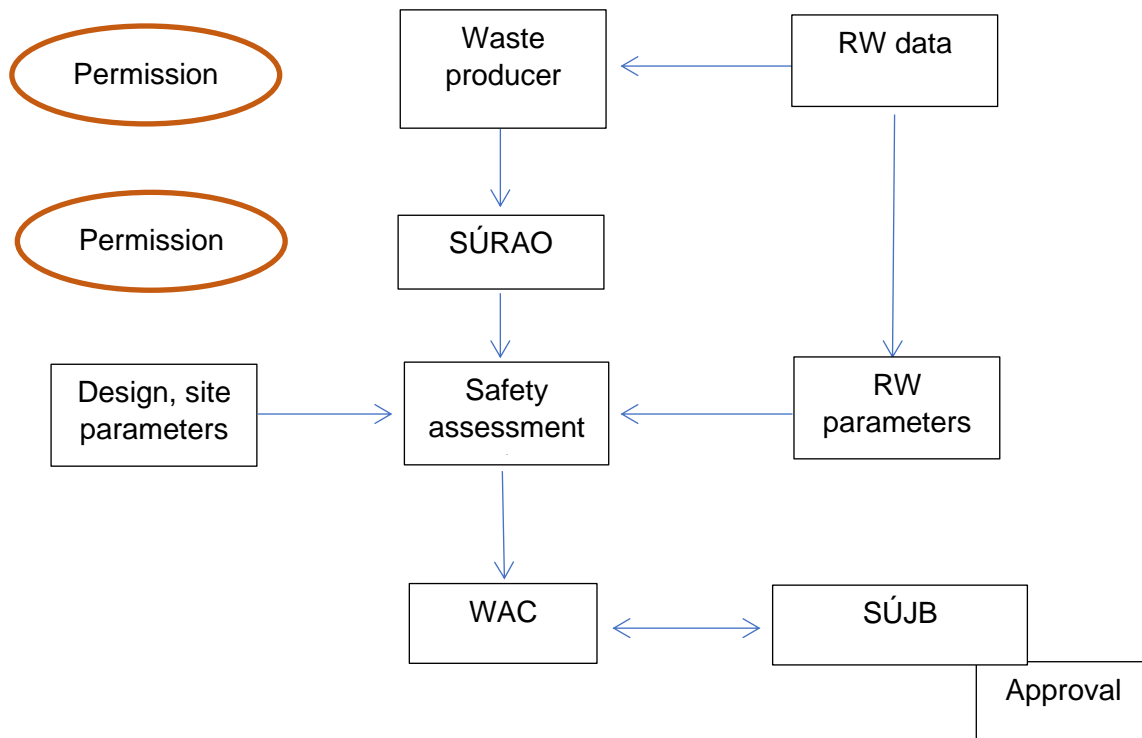 Permission
Waste
producer
RW data
Permission
SÚRAO
Design, site
parameters
Safety
assessment
RW
parameters
WAC
SÚJB
Approval